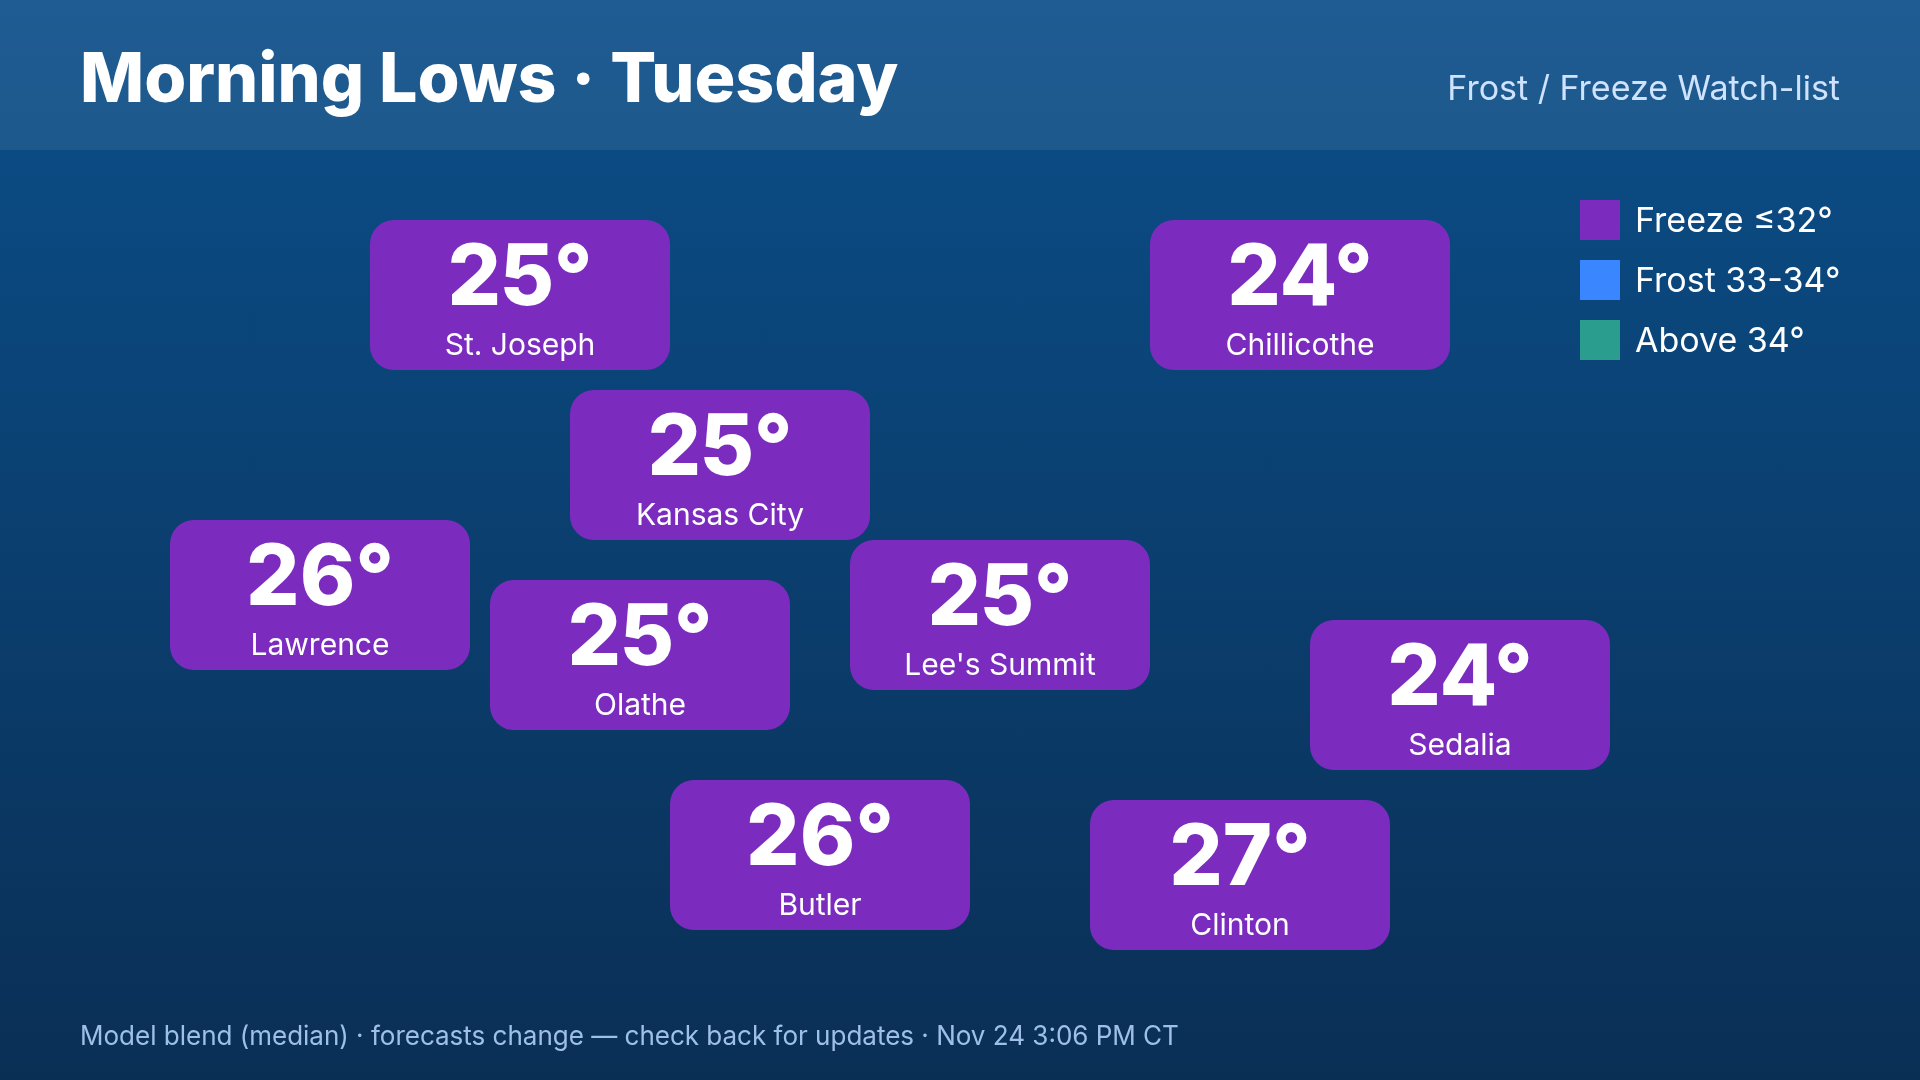 Morning Lows · Tuesday
Frost / Freeze Watch-list
Freeze ≤32°
Frost 33-34°
Above 34°
25°
St. Joseph
24°
Chillicothe
25°
Kansas City
26°
Lawrence
25°
Olathe
25°
Lee's Summit
24°
Sedalia
26°
Butler
27°
Clinton
Model blend (median) · forecasts change — check back for updates · Nov 24 3:06 PM CT